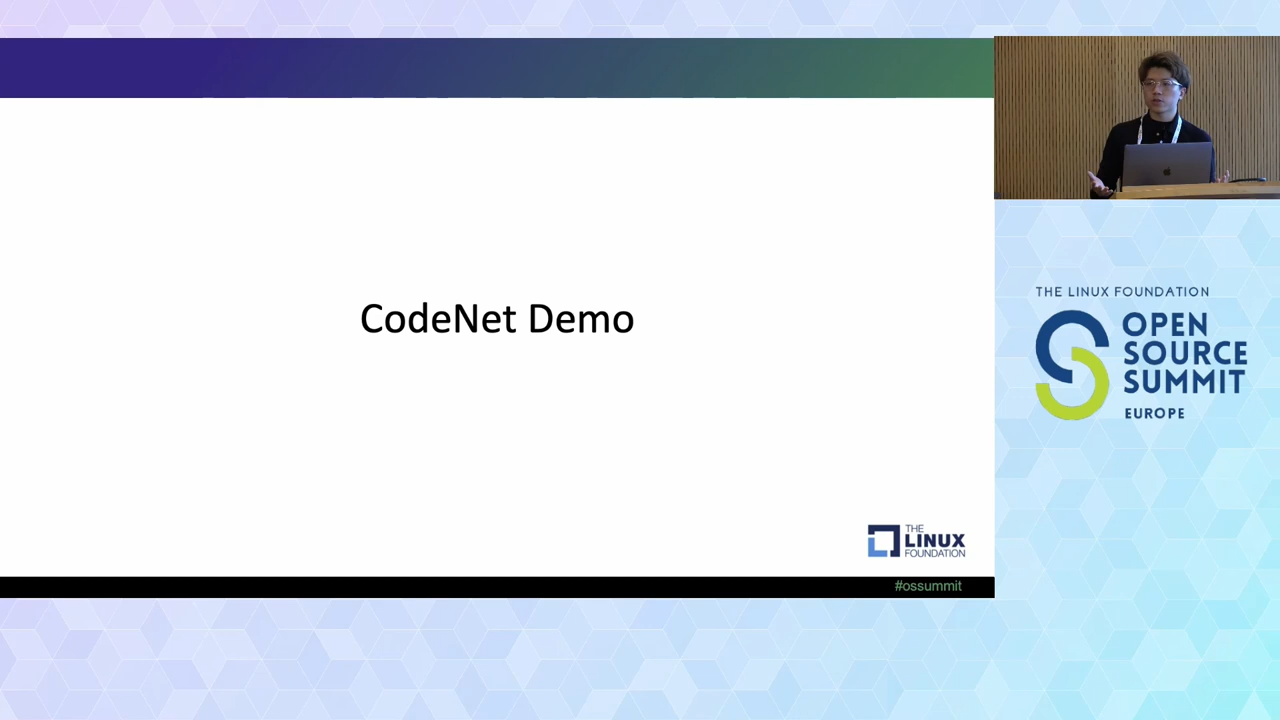 CodeNet Demo
THE
LINUX
FOUNDATION
#ossummit
THE LINUX FOUNDATION
OPEN
SOURCE
SUMMIT
EUROPE